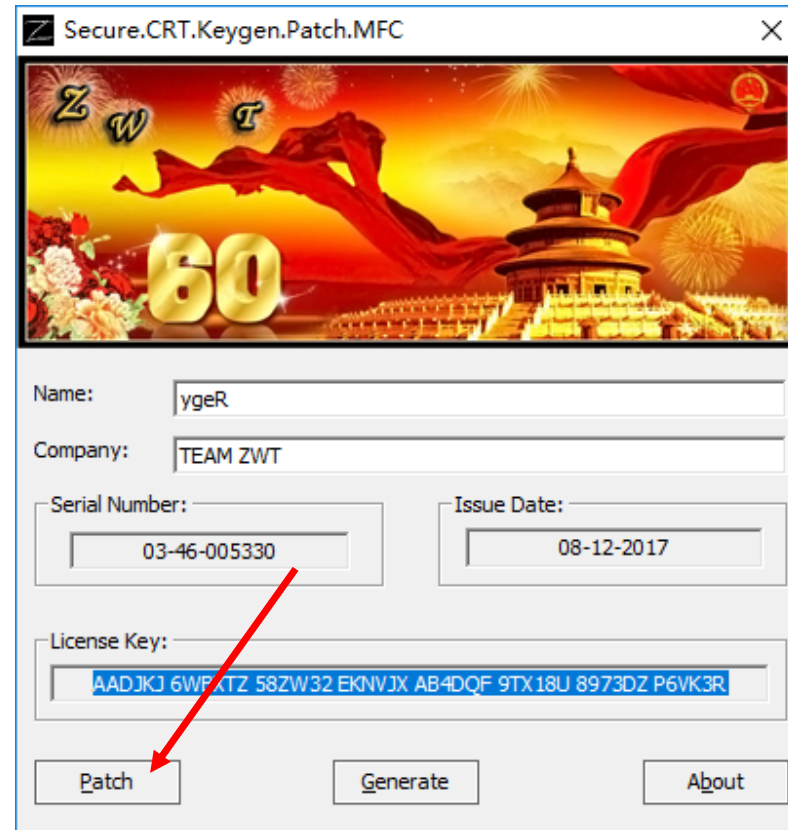 Secure.CRT.Keygen.Patch.MFC
Z W T
60
Name: ygeR
Company: TEAM ZWT
Serial Number: Issue Date:
03-46-005330 08-12-2017
License Key:
AADJKJ 58ZW32 EKNVJX AB4DQF 9TX18U 8973DZ P6VK3R
Patch Generate About